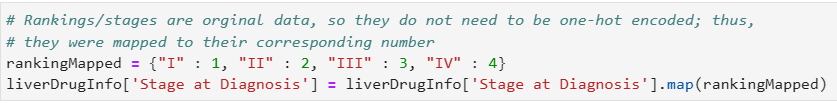 # Rankings/stages are orginal data, so they do not need to be one-hot encoded; thus,
# they were mapped to their corresponding number
rankingMapped = {"I" : 1, "II" : 2, "III" : 3, "IV" : 4}
liverDrugInfo['Stage at Diagnosis'] = liverDrugInfo['Stage at Diagnosis'].map(rankingMapped)